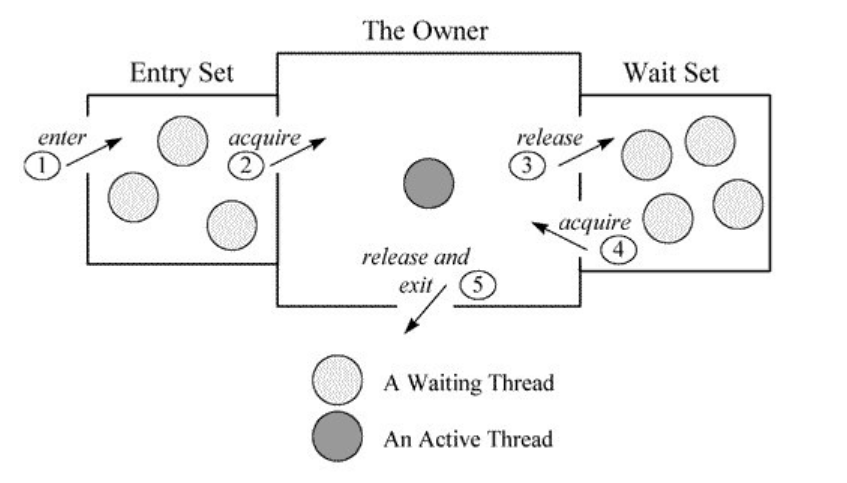 The Owner
Entry Set
Wait Set
enter
1
acquire
2
release
3
acquire
4
release and
exit
5
A Waiting Thread
An Active Thread